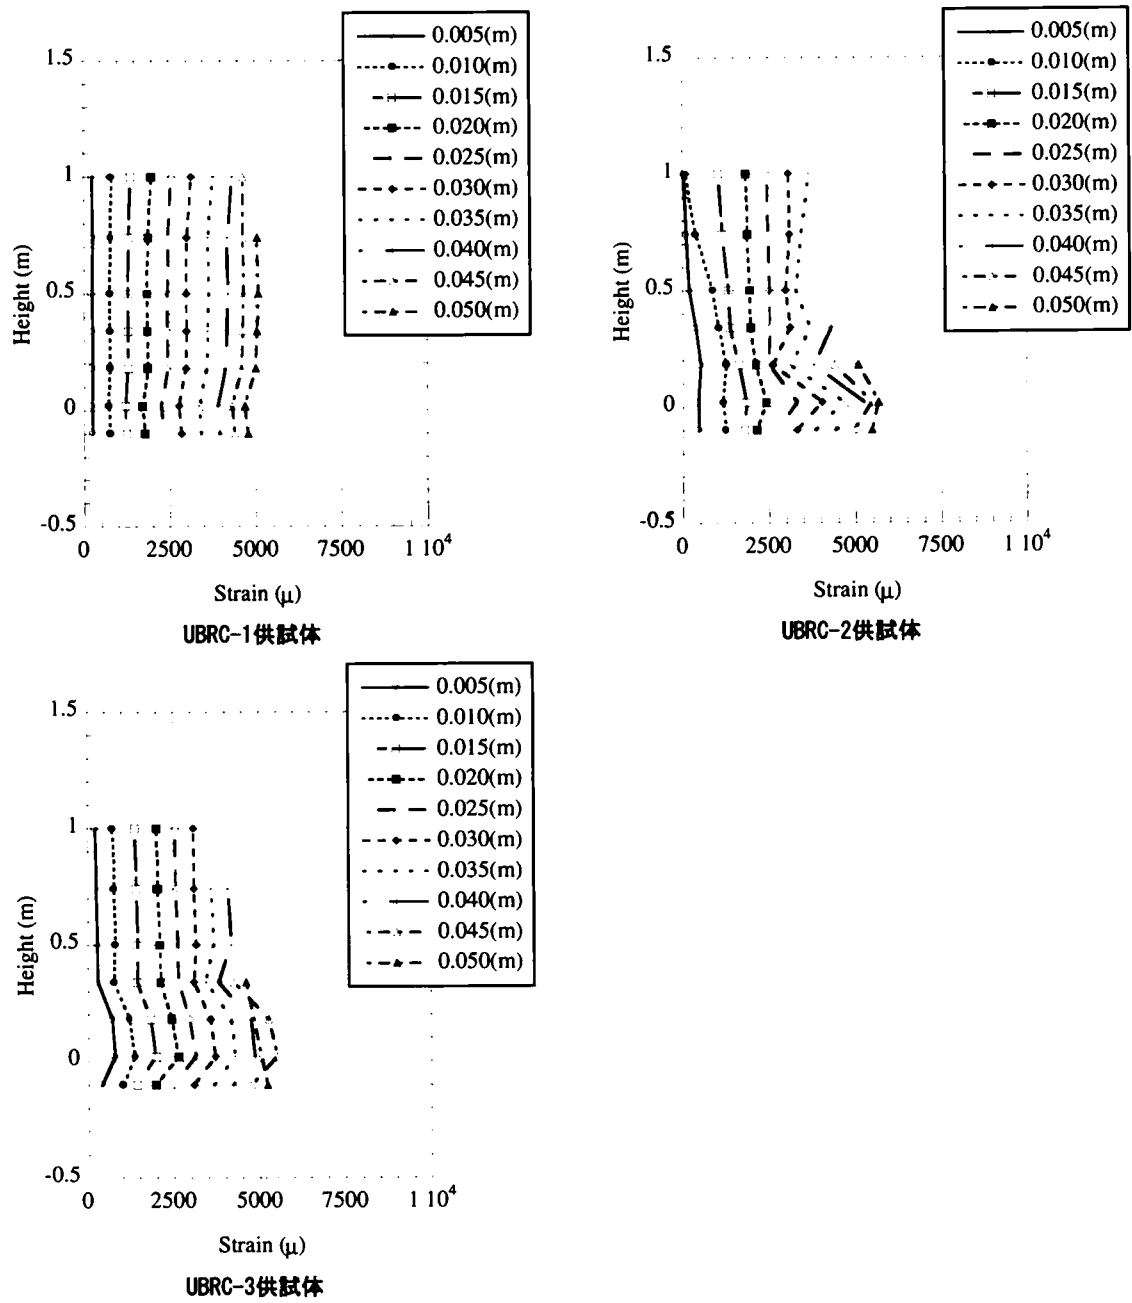 0.005(m)
0.010(m)
0.015(m)
0.020(m)
0.025(m)
0.030(m)
0.035(m)
0.040(m)
0.045(m)
0.050(m)
1.5
1
0.5
0
-0.5
Height (m)
0 2500 5000 7500 1 10⁴
Strain (μ)
UBRC-1供試体
0.005(m)
0.010(m)
0.015(m)
0.020(m)
0.025(m)
0.030(m)
0.035(m)
0.040(m)
0.045(m)
0.050(m)
1.5
1
0.5
0
-0.5
Height (m)
0 2500 5000 7500 1 10⁴
Strain (μ)
UBRC-2供試体
0.005(m)
0.010(m)
0.015(m)
0.020(m)
0.025(m)
0.030(m)
0.035(m)
0.040(m)
0.045(m)
0.050(m)
1.5
1
0.5
0
-0.5
Height (m)
0 2500 5000 7500 1 10⁴
Strain (μ)
UBRC-3供試体